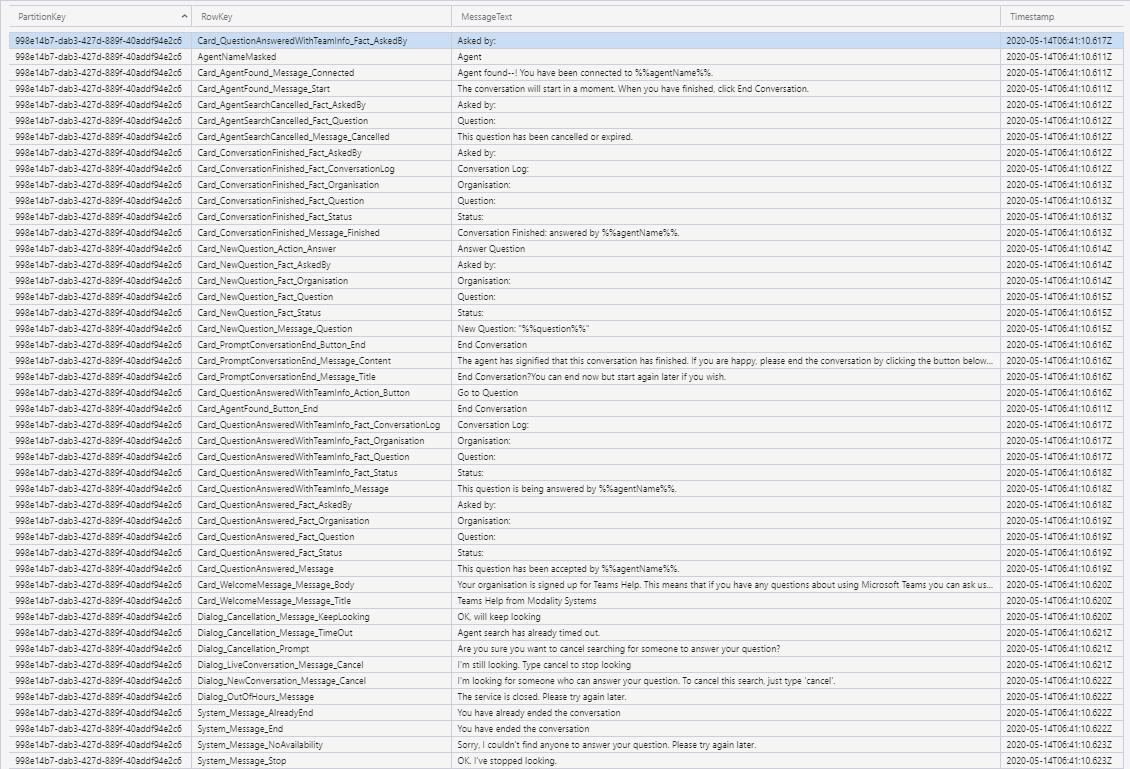 PartitionKey RowKey MessageText Timestamp
998e14b7-dab3-427d-889f-40addf94e2c6 Card_QuestionAnsweredWithTeamInfo_Fact_AskedBy Asked by: 2020-05-14T06:41:10.617Z
998e14b7-dab3-427d-889f-40addf94e2c6 AgentNameMasked Agent 2020-05-14T06:41:10.611Z
998e14b7-dab3-427d-889f-40addf94e2c6 Card_AgentFound_Message_Connected Agent found--! You have been connected to %%agentName%%. 2020-05-14T06:41:10.611Z
998e14b7-dab3-427d-889f-40addf94e2c6 Card_AgentFound_Message_Start The conversation will start in a moment. When you have finished, click End Conversation. 2020-05-14T06:41:10.611Z
998e14b7-dab3-427d-889f-40addf94e2c6 Card_AgentSearchCancelled_Fact_AskedBy Asked by: 2020-05-14T06:41:10.612Z
998e14b7-dab3-427d-889f-40addf94e2c6 Card_AgentSearchCancelled_Fact_Question Question: 2020-05-14T06:41:10.612Z
998e14b7-dab3-427d-889f-40addf94e2c6 Card_AgentSearchCancelled_Message_Cancelled This question has been cancelled or expired. 2020-05-14T06:41:10.612Z
998e14b7-dab3-427d-889f-40addf94e2c6 Card_ConversationFinished_Fact_AskedBy Asked by: 2020-05-14T06:41:10.612Z
998e14b7-dab3-427d-889f-40addf94e2c6 Card_ConversationFinished_Fact_ConversationLog Conversation Log: 2020-05-14T06:41:10.612Z
998e14b7-dab3-427d-889f-40addf94e2c6 Card_ConversationFinished_Fact_Organisation Organisation: 2020-05-14T06:41:10.613Z
998e14b7-dab3-427d-889f-40addf94e2c6 Card_ConversationFinished_Fact_Question Question: 2020-05-14T06:41:10.613Z
998e14b7-dab3-427d-889f-40addf94e2c6 Card_ConversationFinished_Fact_Status Status: 2020-05-14T06:41:10.613Z
998e14b7-dab3-427d-889f-40addf94e2c6 Card_ConversationFinished_Message_Finished Conversation Finished: answered by %%agentName%%. 2020-05-14T06:41:10.613Z
998e14b7-dab3-427d-889f-40addf94e2c6 Card_NewQuestion_Action_Answer Answer Question 2020-05-14T06:41:10.614Z
998e14b7-dab3-427d-889f-40addf94e2c6 Card_NewQuestion_Fact_AskedBy Asked by: 2020-05-14T06:41:10.614Z
998e14b7-dab3-427d-889f-40addf94e2c6 Card_NewQuestion_Fact_Organisation Organisation: 2020-05-14T06:41:10.614Z
998e14b7-dab3-427d-889f-40addf94e2c6 Card_NewQuestion_Fact_Question Question: 2020-05-14T06:41:10.615Z
998e14b7-dab3-427d-889f-40addf94e2c6 Card_NewQuestion_Fact_Status Status: 2020-05-14T06:41:10.615Z
998e14b7-dab3-427d-889f-40addf94e2c6 Card_NewQuestion_Message_Question New Question: "%%question%%" 2020-05-14T06:41:10.615Z
998e14b7-dab3-427d-889f-40addf94e2c6 Card_PromptConversationEnd_Button_End End Conversation 2020-05-14T06:41:10.616Z
998e14b7-dab3-427d-889f-40addf94e2c6 Card_PromptConversationEnd_Message_Content The agent has signified that this conversation has finished. If you are happy, please end the conversation by clicking the button below... 2020-05-14T06:41:10.616Z
998e14b7-dab3-427d-889f-40addf94e2c6 Card_PromptConversationEnd_Message_Title End Conversation?You can end now but start again later if you wish. 2020-05-14T06:41:10.616Z
998e14b7-dab3-427d-889f-40addf94e2c6 Card_QuestionAnsweredWithTeamInfo_Action_Button Go to Question 2020-05-14T06:41:10.616Z
998e14b7-dab3-427d-889f-40addf94e2c6 Card_AgentFound_Button_End End Conversation 2020-05-14T06:41:10.611Z
998e14b7-dab3-427d-889f-40addf94e2c6 Card_QuestionAnsweredWithTeamInfo_Fact_ConversationLog Conversation Log: 2020-05-14T06:41:10.617Z
998e14b7-dab3-427d-889f-40addf94e2c6 Card_QuestionAnsweredWithTeamInfo_Fact_Organisation Organisation: 2020-05-14T06:41:10.617Z
998e14b7-dab3-427d-889f-40addf94e2c6 Card_QuestionAnsweredWithTeamInfo_Fact_Question Question: 2020-05-14T06:41:10.617Z
998e14b7-dab3-427d-889f-40addf94e2c6 Card_QuestionAnsweredWithTeamInfo_Fact_Status Status: 2020-05-14T06:41:10.618Z
998e14b7-dab3-427d-889f-40addf94e2c6 Card_QuestionAnsweredWithTeamInfo_Message This question is being answered by %%agentName%%. 2020-05-14T06:41:10.618Z
998e14b7-dab3-427d-889f-40addf94e2c6 Card_QuestionAnswered_Fact_AskedBy Asked by: 2020-05-14T06:41:10.618Z
998e14b7-dab3-427d-889f-40addf94e2c6 Card_QuestionAnswered_Fact_Organisation Organisation: 2020-05-14T06:41:10.619Z
998e14b7-dab3-427d-889f-40addf94e2c6 Card_QuestionAnswered_Fact_Question Question: 2020-05-14T06:41:10.619Z
998e14b7-dab3-427d-889f-40addf94e2c6 Card_QuestionAnswered_Fact_Status Status: 2020-05-14T06:41:10.619Z
998e14b7-dab3-427d-889f-40addf94e2c6 Card_QuestionAnswered_Message This question has been accepted by %%agentName%%. 2020-05-14T06:41:10.619Z
998e14b7-dab3-427d-889f-40addf94e2c6 Card_WelcomeMessage_Message_Body Your organisation is signed up for Teams Help. This means that if you have any questions about using Microsoft Teams you can ask us... 2020-05-14T06:41:10.620Z
998e14b7-dab3-427d-889f-40addf94e2c6 Card_WelcomeMessage_Message_Title Teams Help from Modality Systems 2020-05-14T06:41:10.620Z
998e14b7-dab3-427d-889f-40addf94e2c6 Dialog_Cancellation_Message_KeepLooking OK, will keep looking 2020-05-14T06:41:10.620Z
998e14b7-dab3-427d-889f-40addf94e2c6 Dialog_Cancellation_Message_TimeOut Agent search has already timed out. 2020-05-14T06:41:10.621Z
998e14b7-dab3-427d-889f-40addf94e2c6 Dialog_Cancellation_Prompt Are you sure you want to cancel searching for someone to answer your question? 2020-05-14T06:41:10.621Z
998e14b7-dab3-427d-889f-40addf94e2c6 Dialog_LiveConversation_Message_Cancel I'm still looking. Type cancel to stop looking 2020-05-14T06:41:10.621Z
998e14b7-dab3-427d-889f-40addf94e2c6 Dialog_NewConversation_Message_Cancel I'm looking for someone who can answer your question. To cancel this search, just type 'cancel'. 2020-05-14T06:41:10.622Z
998e14b7-dab3-427d-889f-40addf94e2c6 Dialog_OutOfHours_Message The service is closed. Please try again later. 2020-05-14T06:41:10.622Z
998e14b7-dab3-427d-889f-40addf94e2c6 System_Message_AlreadyEnd You have already ended the conversation 2020-05-14T06:41:10.622Z
998e14b7-dab3-427d-889f-40addf94e2c6 System_Message_End You have ended the conversation 2020-05-14T06:41:10.622Z
998e14b7-dab3-427d-889f-40addf94e2c6 System_Message_NoAvailability Sorry, I couldn't find anyone to answer your question. Please try again later. 2020-05-14T06:41:10.623Z
998e14b7-dab3-427d-889f-40addf94e2c6 System_Message_Stop OK. I've stopped looking. 2020-05-14T06:41:10.623Z